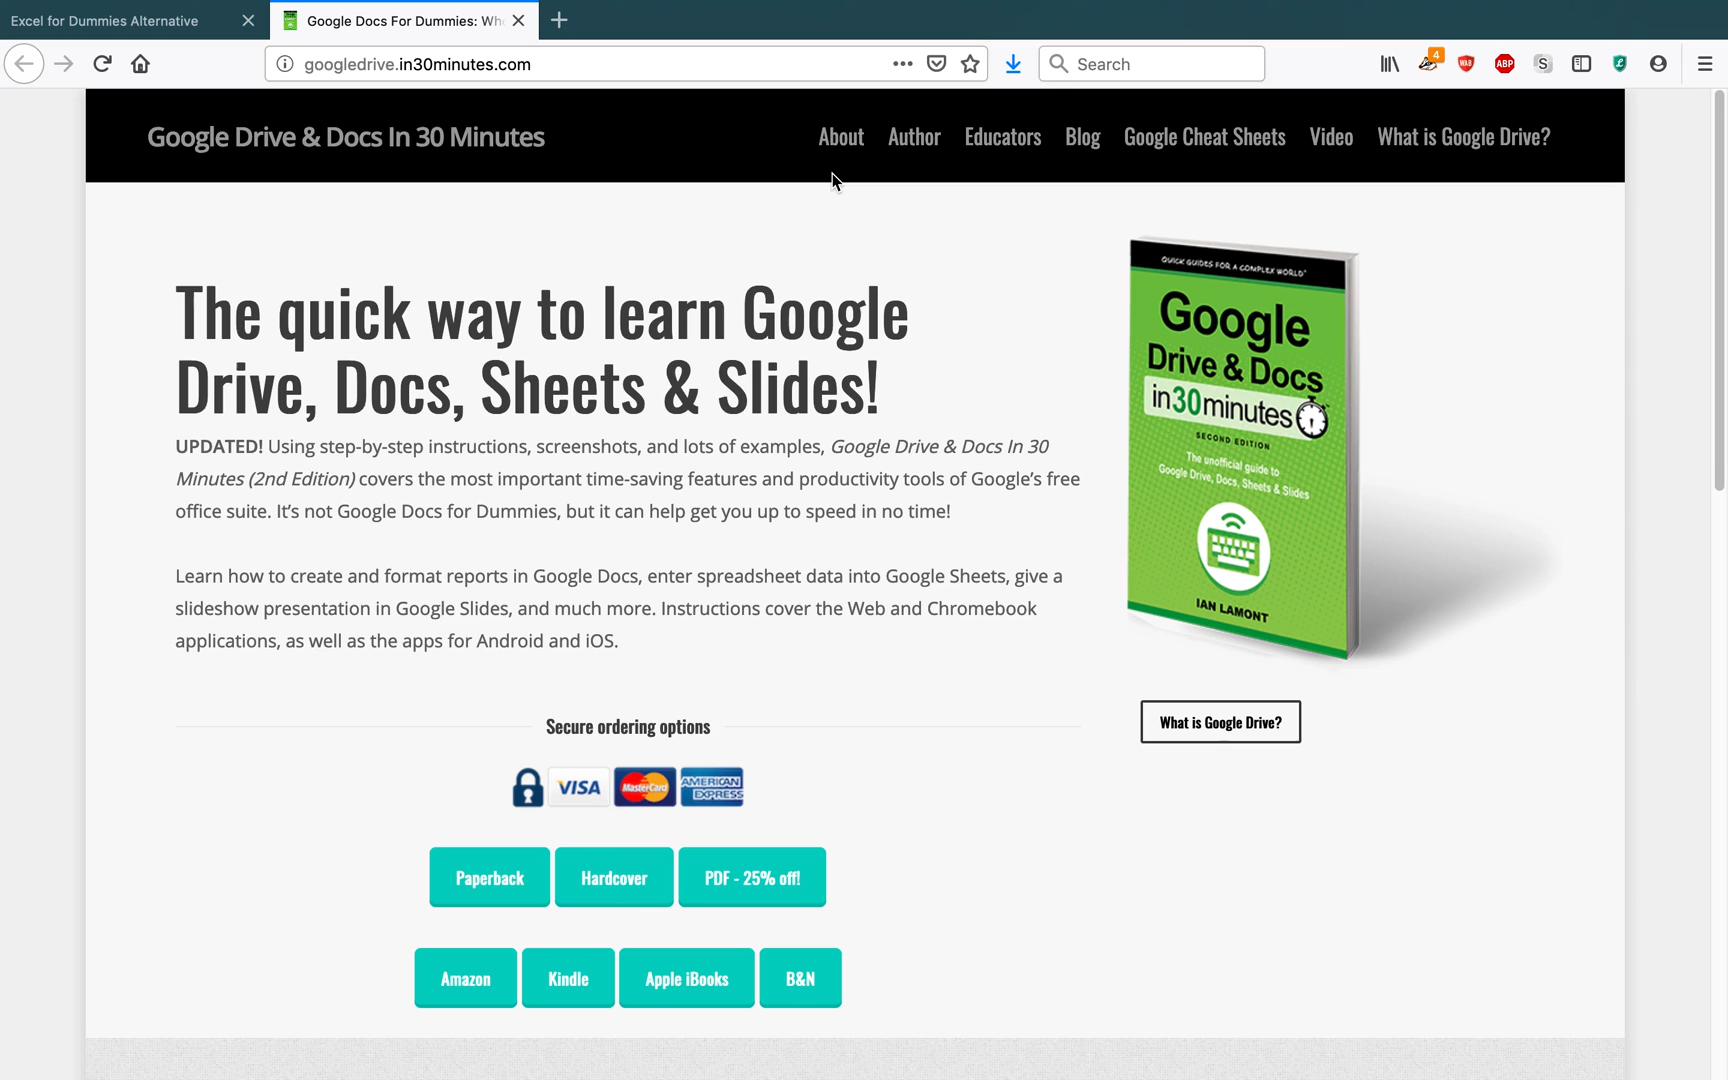 Excel for Dummies Alternative
Google Docs For Dummies: Wh
googledrive.in30minutes.com
Search
4
WAB
ABP
S
Google Drive & Docs In 30 Minutes
About
Author
Educators
Blog
Google Cheat Sheets
Video
What is Google Drive?
The quick way to learn Google
Drive, Docs, Sheets & Slides!
UPDATED! Using step-by-step instructions, screenshots, and lots of examples, Google Drive & Docs In 30
Minutes (2nd Edition) covers the most important time-saving features and productivity tools of Google's free
office suite. It's not Google Docs for Dummies, but it can help get you up to speed in no time!
Learn how to create and format reports in Google Docs, enter spreadsheet data into Google Sheets, give a
slideshow presentation in Google Slides, and much more. Instructions cover the Web and Chromebook
applications, as well as the apps for Android and iOS.
QUICK GUIDES FOR A COMPLEX WORLD
Google
Drive & Docs
in30minutes
SECOND EDITION
The unofficial guide to
Google Drive, Docs, Sheets & Slides
IAN LAMONT
What is Google Drive?
Secure ordering options
VISA
MasterCard
AMERICAN
EXPRESS
Paperback
Hardcover
PDF - 25% off!
Amazon
Kindle
Apple iBooks
B&N